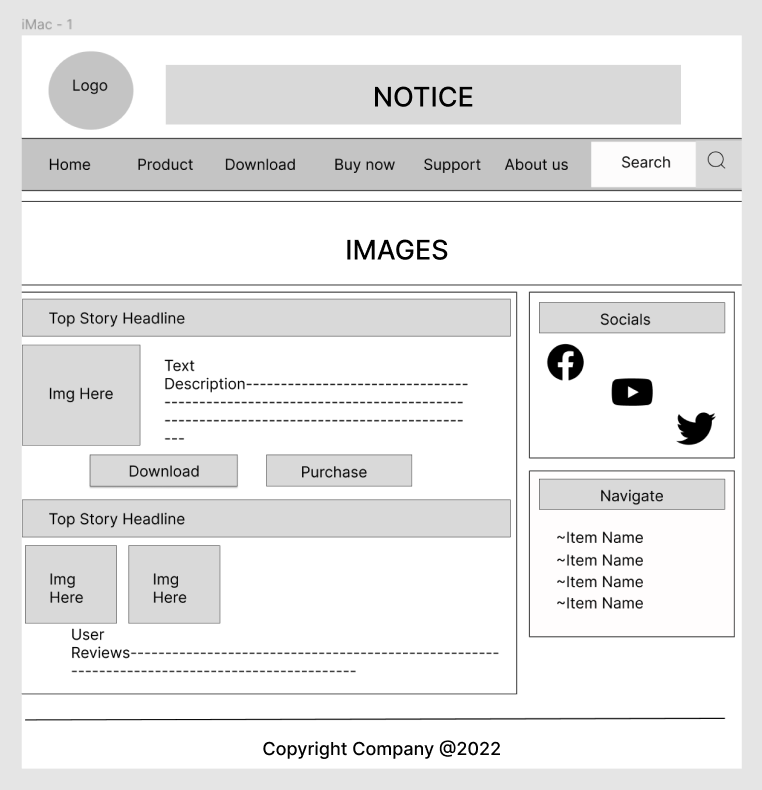 iMac - 1
Logo
NOTICE
Home Product Download Buy now Support About us Search
IMAGES
Top Story Headline
Img Here
Text
Description--------------------------------
-------------------------------------------
-------------------------------------------
---
Download Purchase
Top Story Headline
Img
Here
Img
Here
User
Reviews-----------------------------------------------------
-----------------------------------------
Socials
Navigate
~Item Name
~Item Name
~Item Name
~Item Name
Copyright Company @2022